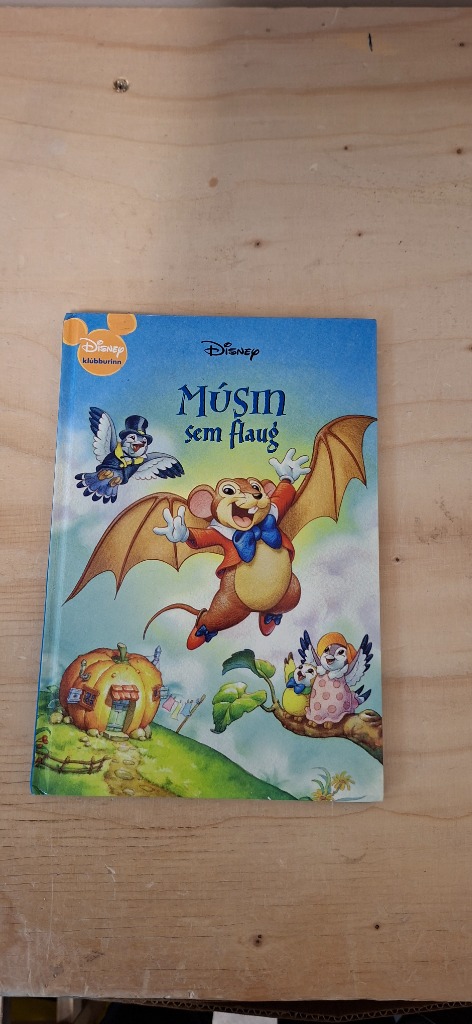 Disney
klúbburinn
Disney
Músin
sem flaug